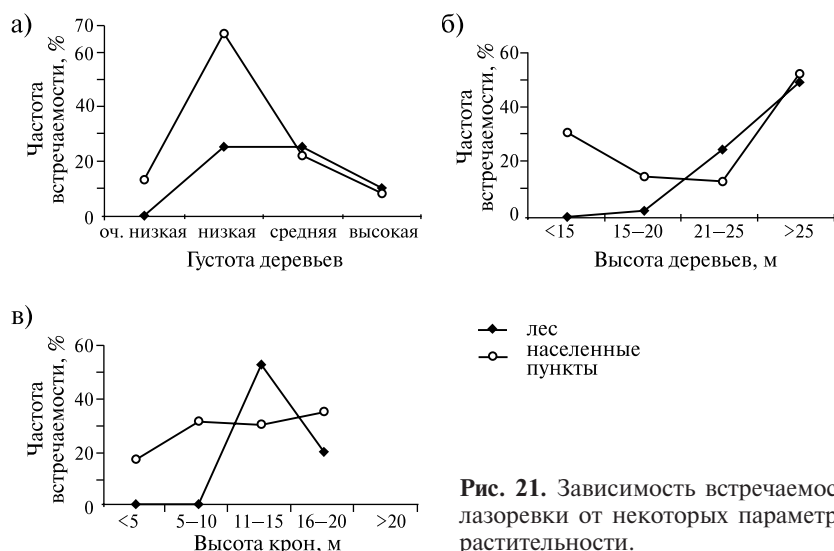 а)
Частота
встречаемости, %
70
60
40
20
0
оч. низкая низкая средняя высокая
Густота деревьев
б)
Частота
встречаемости, %
60
40
20
0
<15 15–20 21–25 >25
Высота деревьев, м
в)
Частота
встречаемости, %
60
40
20
0
<5 5–10 11–15 16–20 >20
Высота крон, м
лес
населенные
пункты
Рис. 21. Зависимость встречаемос
лазоревки от некоторых параметр
растительности.